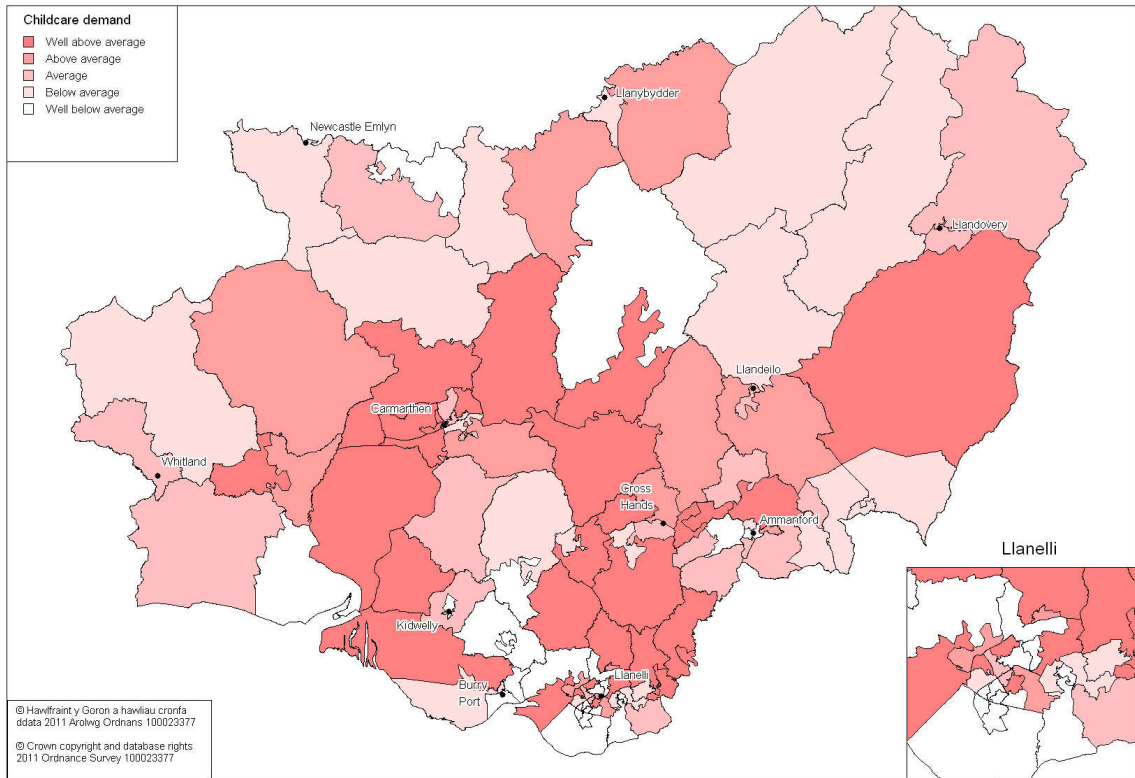 Childcare demand
Well above average
Above average
Average
Below average
Well below average
Llanybydder
Newcastle Emlyn
Llandovery
Llandeilo
Carmarthen
Whitland
Cross
Hands
Ammanford
Llanelli
Kidwelly
Llanelli
Burry
Port
© Hawlfraint y Goron a hawliau cronfa
ddata 2011 Arolwg Ordnans 100023377
© Crown copyright and database rights
2011 Ordnance Survey 100023377